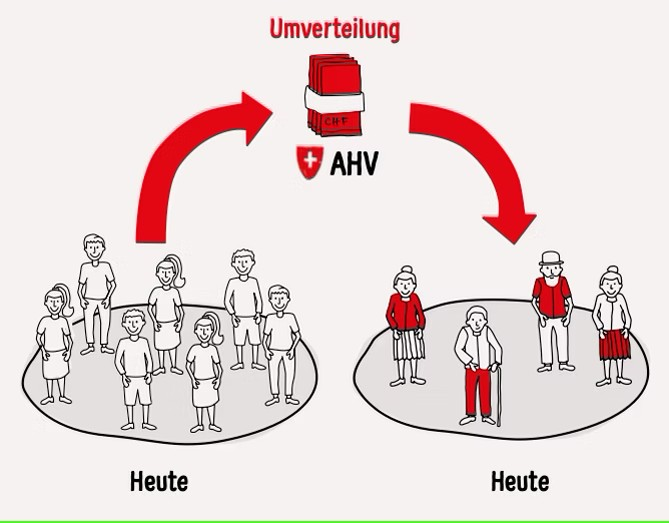 Umverteilung
CHF
AHV
Heute
Heute